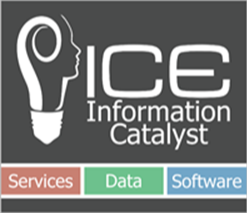 ICE
Information
Catalyst
Services
Data
Software